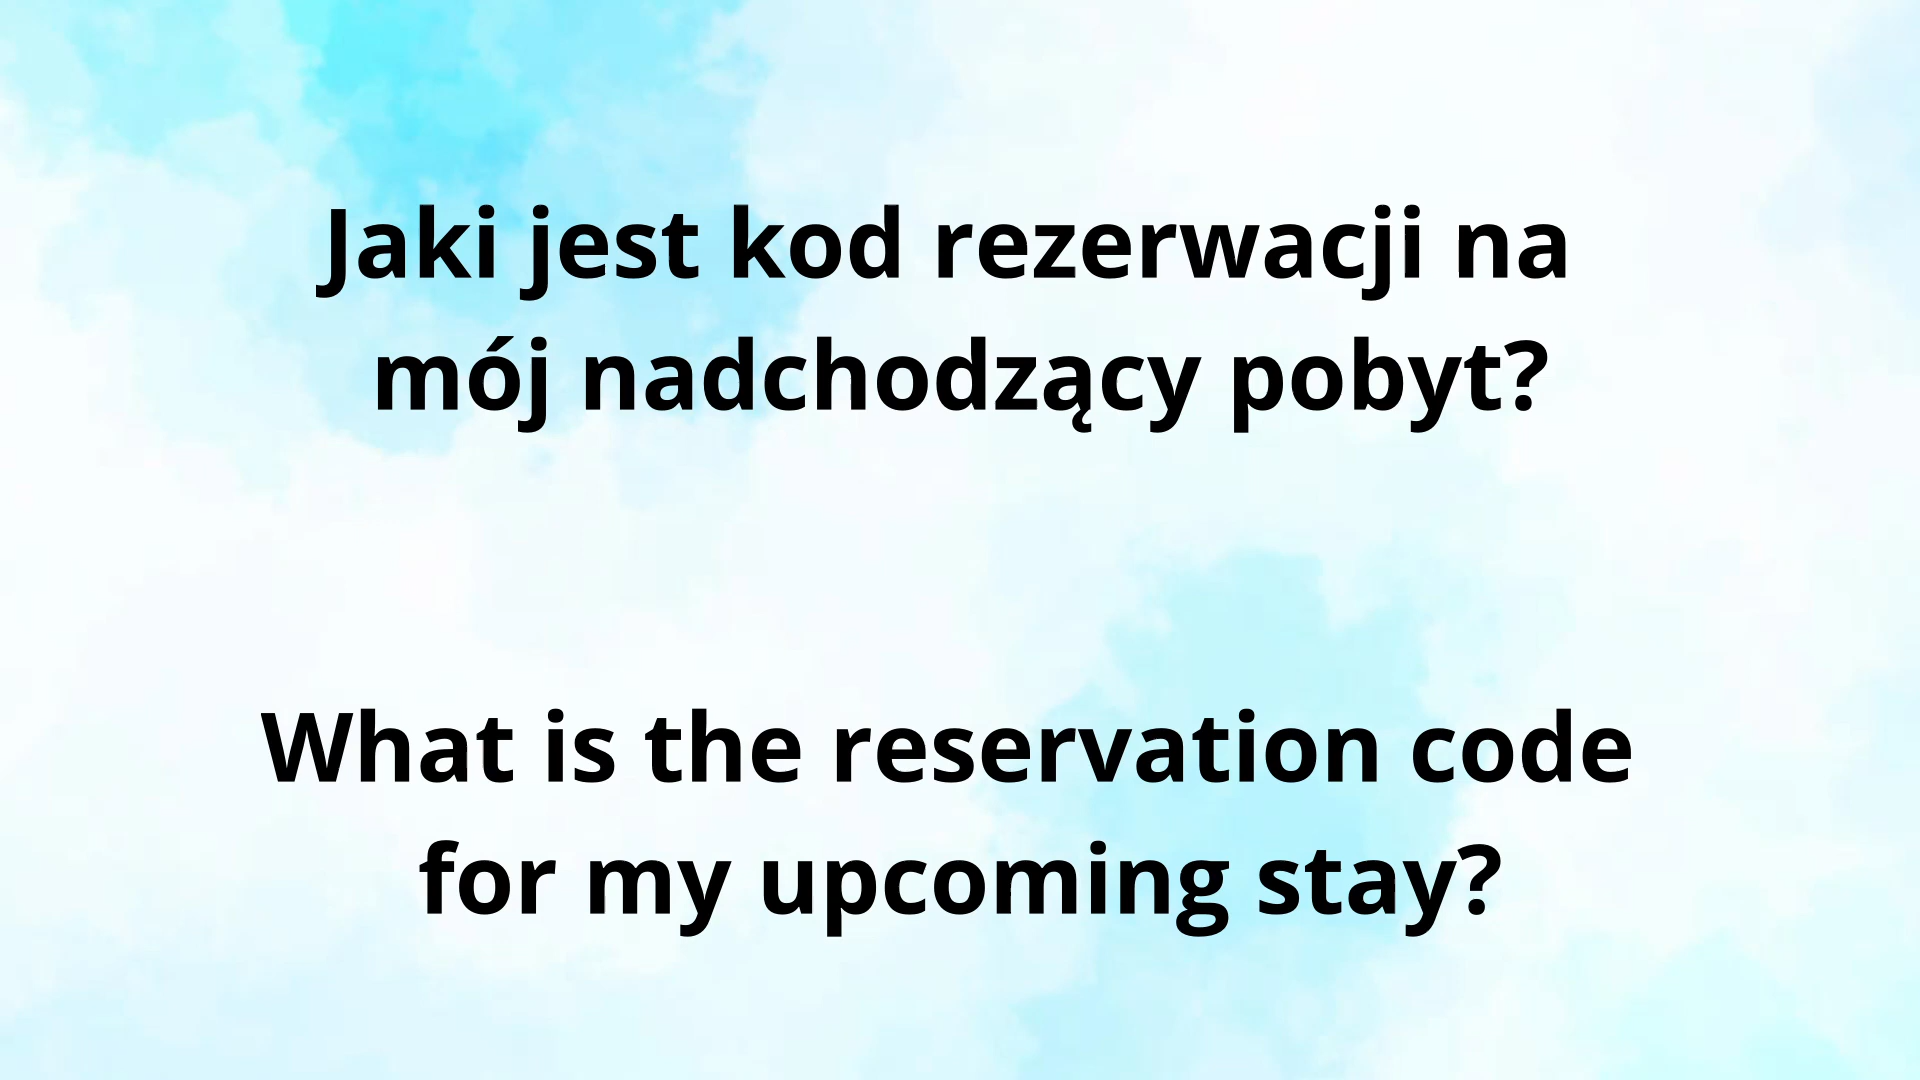 Jaki jest kod rezerwacji na
mój nadchodzący pobyt?
What is the reservation code
for my upcoming stay?